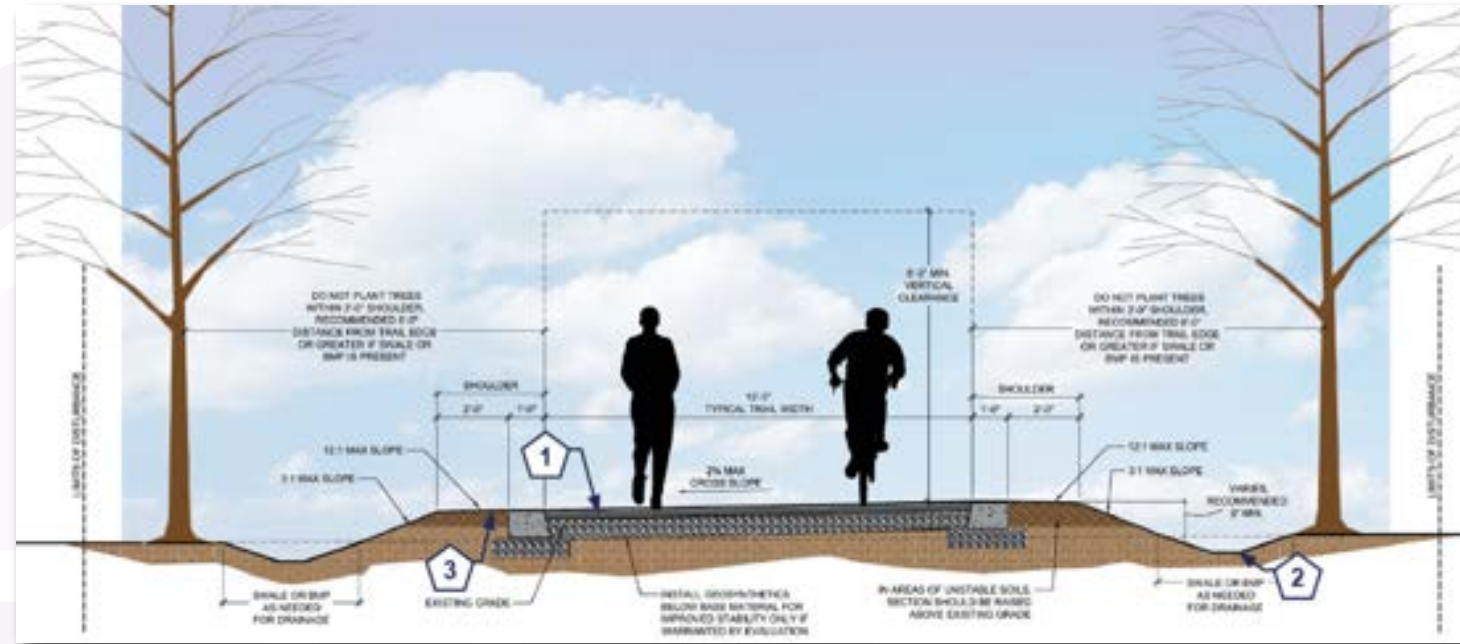 DO NOT PLANT TREES
WITHIN 3'-0" SHOULDER,
RECOMMENDED 6'-0"
DISTANCE FROM TRAIL EDGE
OR GREATER IF SWALE OR
BMP IS PRESENT
8'-0" MIN.
VERTICAL
CLEARANCE
DO NOT PLANT TREES
WITHIN 3'-0" SHOULDER,
RECOMMENDED 6'-0"
DISTANCE FROM TRAIL EDGE
OR GREATER IF SWALE OR
BMP IS PRESENT
LIMITS OF DISTURBANCE
SHOULDER
2'-0" 1'-0"
TYPICAL TRAIL WIDTH
SHOULDER
1'-0" 2'-0"
LIMITS OF DISTURBANCE
12:1 MAX SLOPE
3:1 MAX SLOPE
1
2% MAX
CROSS SLOPE
12:1 MAX SLOPE
3:1 MAX SLOPE
VARIES,
RECOMMENDED
MIN.
3
2
SWALE OR BMP
AS NEEDED
FOR DRAINAGE
EXISTING GRADE
INSTALL GEOSYNTHETICS
BELOW BASE MATERIAL FOR
IMPROVED STABILITY ONLY IF
WARRANTED BY EVALUATION
IN AREAS OF UNSTABLE SOILS,
SECTION SHOULD BE RAISED
ABOVE EXISTING GRADE
SWALE OR BMP
AS NEEDED
FOR DRAINAGE